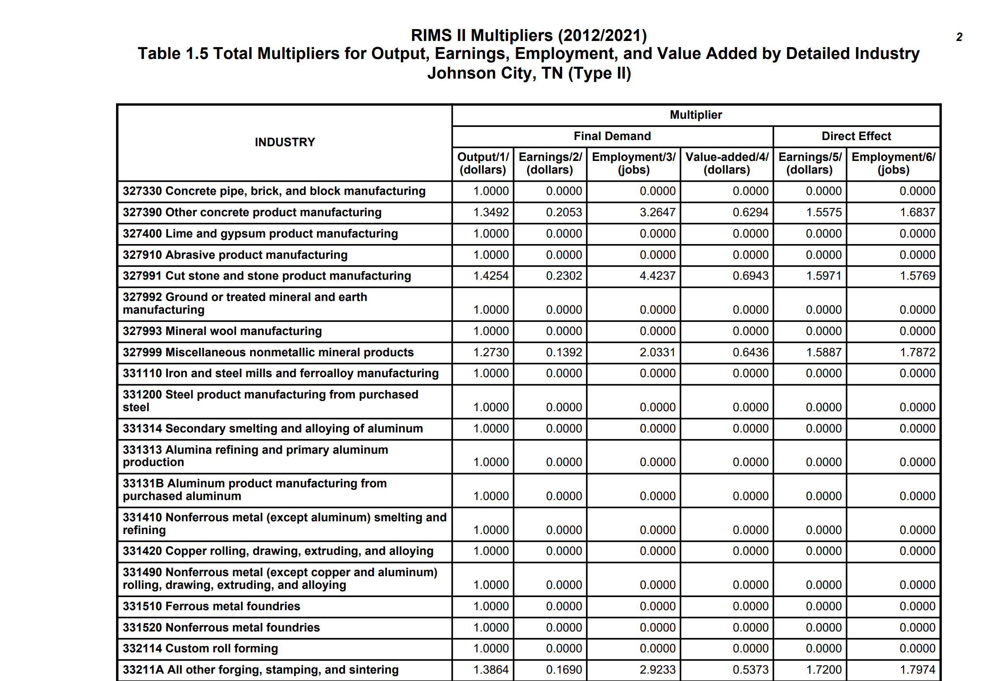 RIMS II Multipliers (2012/2021)
2
Table 1.5 Total Multipliers for Output, Earnings, Employment, and Value Added by Detailed Industry
Johnson City, TN (Type II)
INDUSTRY
Multiplier
Final Demand Direct Effect
Output/1/ (dollars) Earnings/2/ (dollars) Employment/3/ (jobs) Value-added/4/ (dollars) Earnings/5/ (dollars) Employment/6/ (jobs)
327330 Concrete pipe, brick, and block manufacturing 1.0000 0.0000 0.0000 0.0000 0.0000 0.0000
327390 Other concrete product manufacturing 1.3492 0.2053 3.2647 0.6294 1.5575 1.6837
327400 Lime and gypsum product manufacturing 1.0000 0.0000 0.0000 0.0000 0.0000 0.0000
327910 Abrasive product manufacturing 1.0000 0.0000 0.0000 0.0000 0.0000 0.0000
327991 Cut stone and stone product manufacturing 1.4254 0.2302 4.4237 0.6943 1.5971 1.5769
327992 Ground or treated mineral and earth
manufacturing 1.0000 0.0000 0.0000 0.0000 0.0000 0.0000
327993 Mineral wool manufacturing 1.0000 0.0000 0.0000 0.0000 0.0000 0.0000
327999 Miscellaneous nonmetallic mineral products 1.2730 0.1392 2.0331 0.6436 1.5887 1.7872
331110 Iron and steel mills and ferroalloy manufacturing 1.0000 0.0000 0.0000 0.0000 0.0000 0.0000
331200 Steel product manufacturing from purchased
steel 1.0000 0.0000 0.0000 0.0000 0.0000 0.0000
331314 Secondary smelting and alloying of aluminum 1.0000 0.0000 0.0000 0.0000 0.0000 0.0000
331313 Alumina refining and primary aluminum
production 1.0000 0.0000 0.0000 0.0000 0.0000 0.0000
33131B Aluminum product manufacturing from
purchased aluminum 1.0000 0.0000 0.0000 0.0000 0.0000 0.0000
331410 Nonferrous metal (except aluminum) smelting and
refining 1.0000 0.0000 0.0000 0.0000 0.0000 0.0000
331420 Copper rolling, drawing, extruding, and alloying 1.0000 0.0000 0.0000 0.0000 0.0000 0.0000
331490 Nonferrous metal (except copper and aluminum)
rolling, drawing, extruding, and alloying 1.0000 0.0000 0.0000 0.0000 0.0000 0.0000
331510 Ferrous metal foundries 1.0000 0.0000 0.0000 0.0000 0.0000 0.0000
331520 Nonferrous metal foundries 1.0000 0.0000 0.0000 0.0000 0.0000 0.0000
332114 Custom roll forming 1.0000 0.0000 0.0000 0.0000 0.0000 0.0000
33211A All other forging, stamping, and sintering 1.3864 0.1690 2.9233 0.5373 1.7200 1.7974